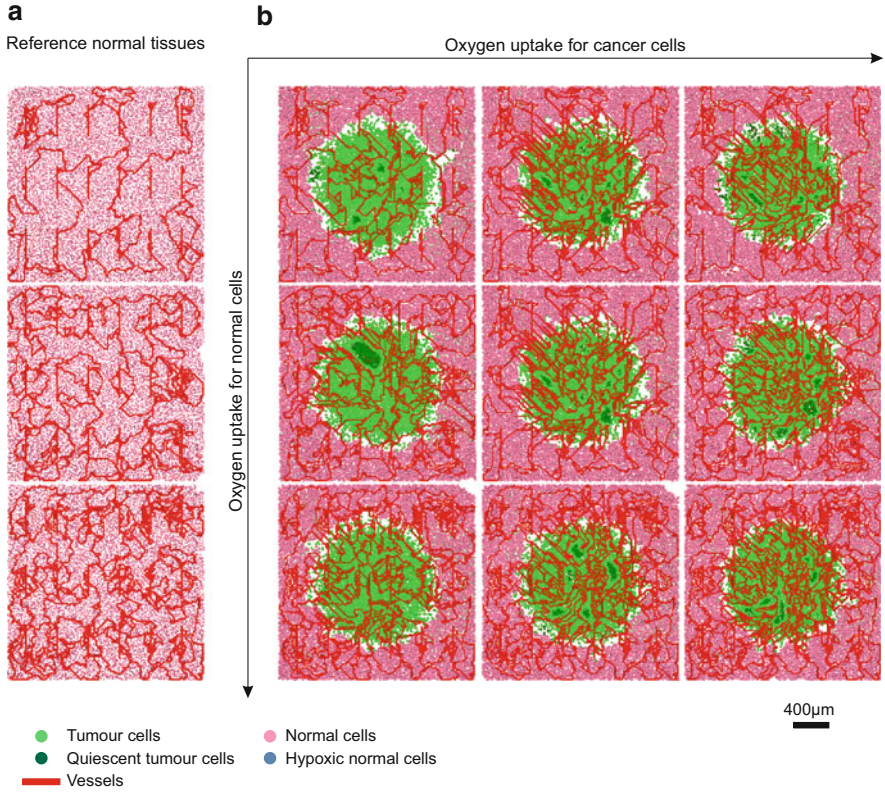 a
b
Reference normal tissues
Oxygen uptake for cancer cells
Oxygen uptake for normal cells
400µm
Tumour cells
Normal cells
Quiescent tumour cells
Hypoxic normal cells
Vessels